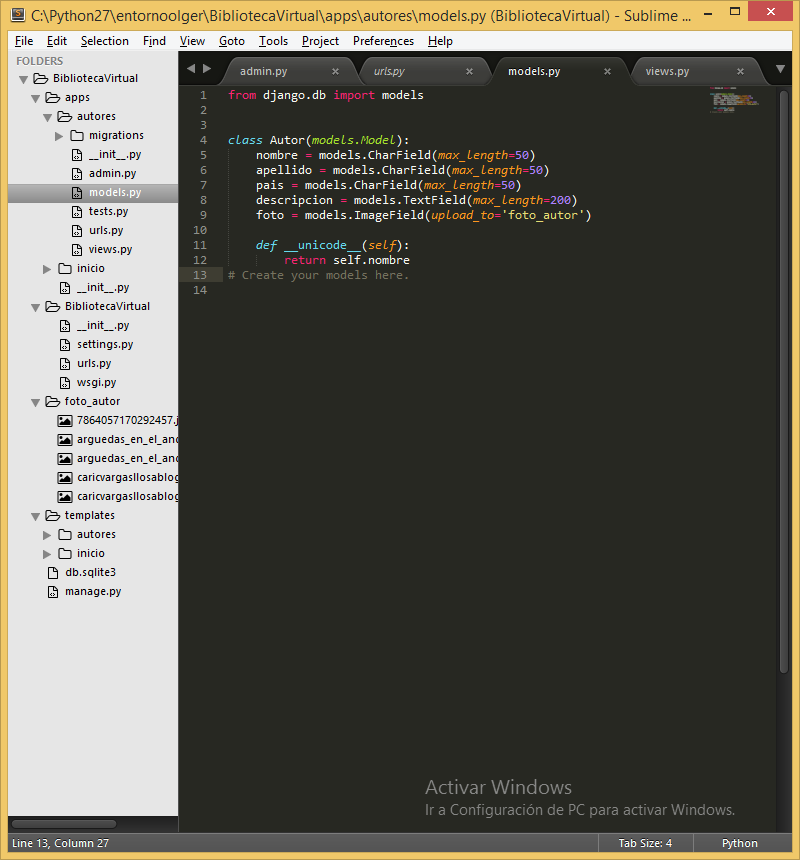 C:\Python27\entornoolger\BibliotecaVirtual\apps\autores\models.py (BibliotecaVirtual) - Sublime ...
File Edit Selection Find View Goto Tools Project Preferences Help
FOLDERS
BibliotecaVirtual
apps
autores
migrations
__init__.py
admin.py
models.py
tests.py
urls.py
views.py
inicio
__init__.py
BibliotecaVirtual
__init__.py
settings.py
urls.py
wsgi.py
foto_autor
7864057170292457.j
arguedas_en_el_anc
arguedas_en_el_anc
caricvargasllosablog
caricvargasllosablog
templates
autores
inicio
db.sqlite3
manage.py
admin.py urls.py models.py views.py
1 from django.db import models
2
3
4 class Autor(models.Model):
5 nombre = models.CharField(max_length=50)
6 apellido = models.CharField(max_length=50)
7 pais = models.CharField(max_length=50)
8 descripcion = models.TextField(max_length=200)
9 foto = models.ImageField(upload_to='foto_autor')
10
11 def __unicode__(self):
12 return self.nombre
13 # Create your models here.
14
Activar Windows
Ir a Configuración de PC para activar Windows.
Line 13, Column 27 Tab Size: 4 Python